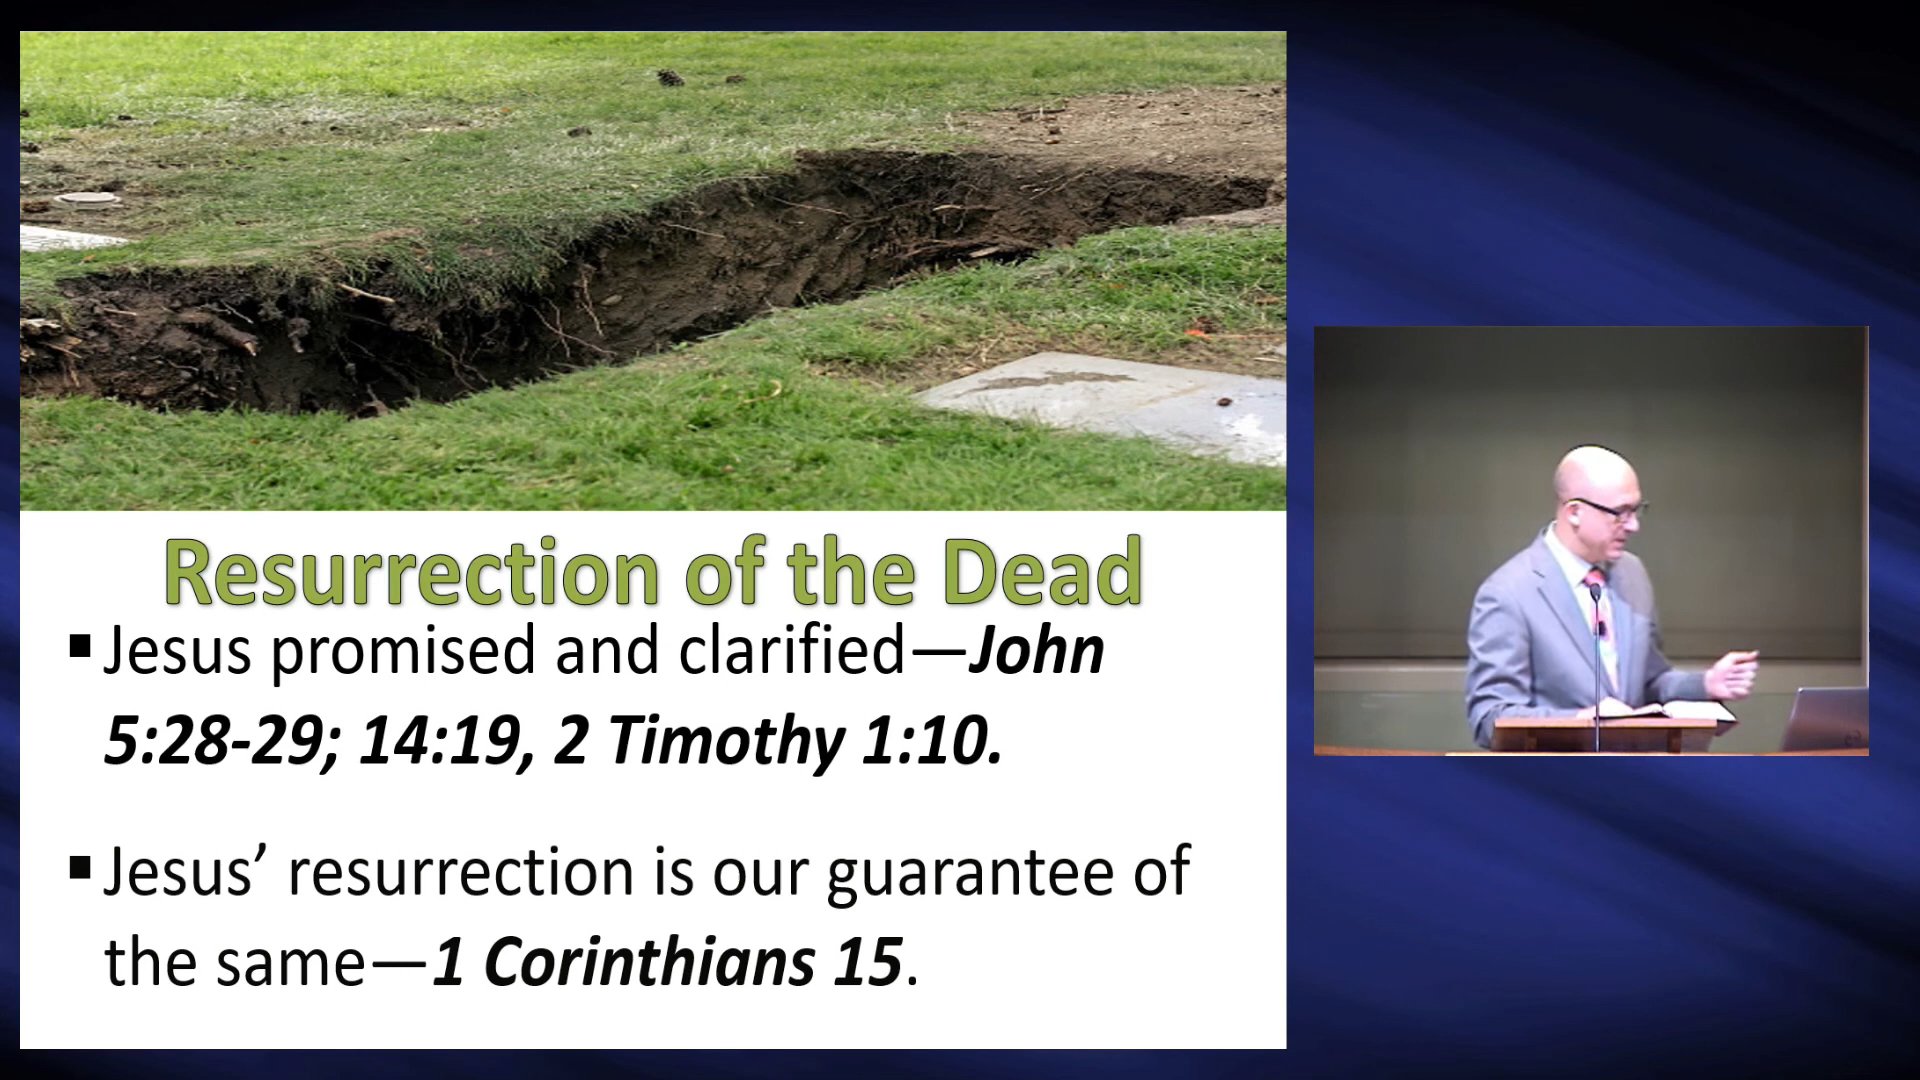 Resurrection of the Dead
▪ Jesus promised and clarified—John
5:28-29; 14:19, 2 Timothy 1:10.
▪ Jesus’ resurrection is our guarantee of
the same—1 Corinthians 15.